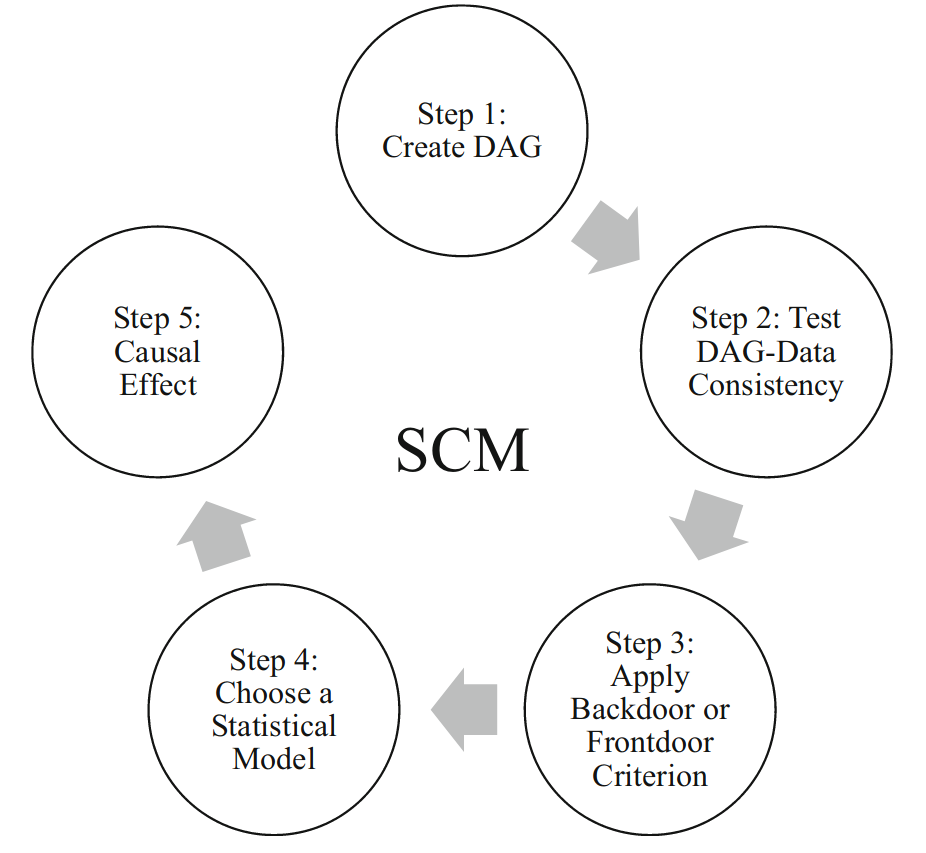 Step 1:
Create DAG
Step 2: Test
DAG-Data
Consistency
Step 3:
Apply
Backdoor or
Frontdoor
Criterion
Step 4:
Choose a
Statistical
Model
Step 5:
Causal
Effect
SCM